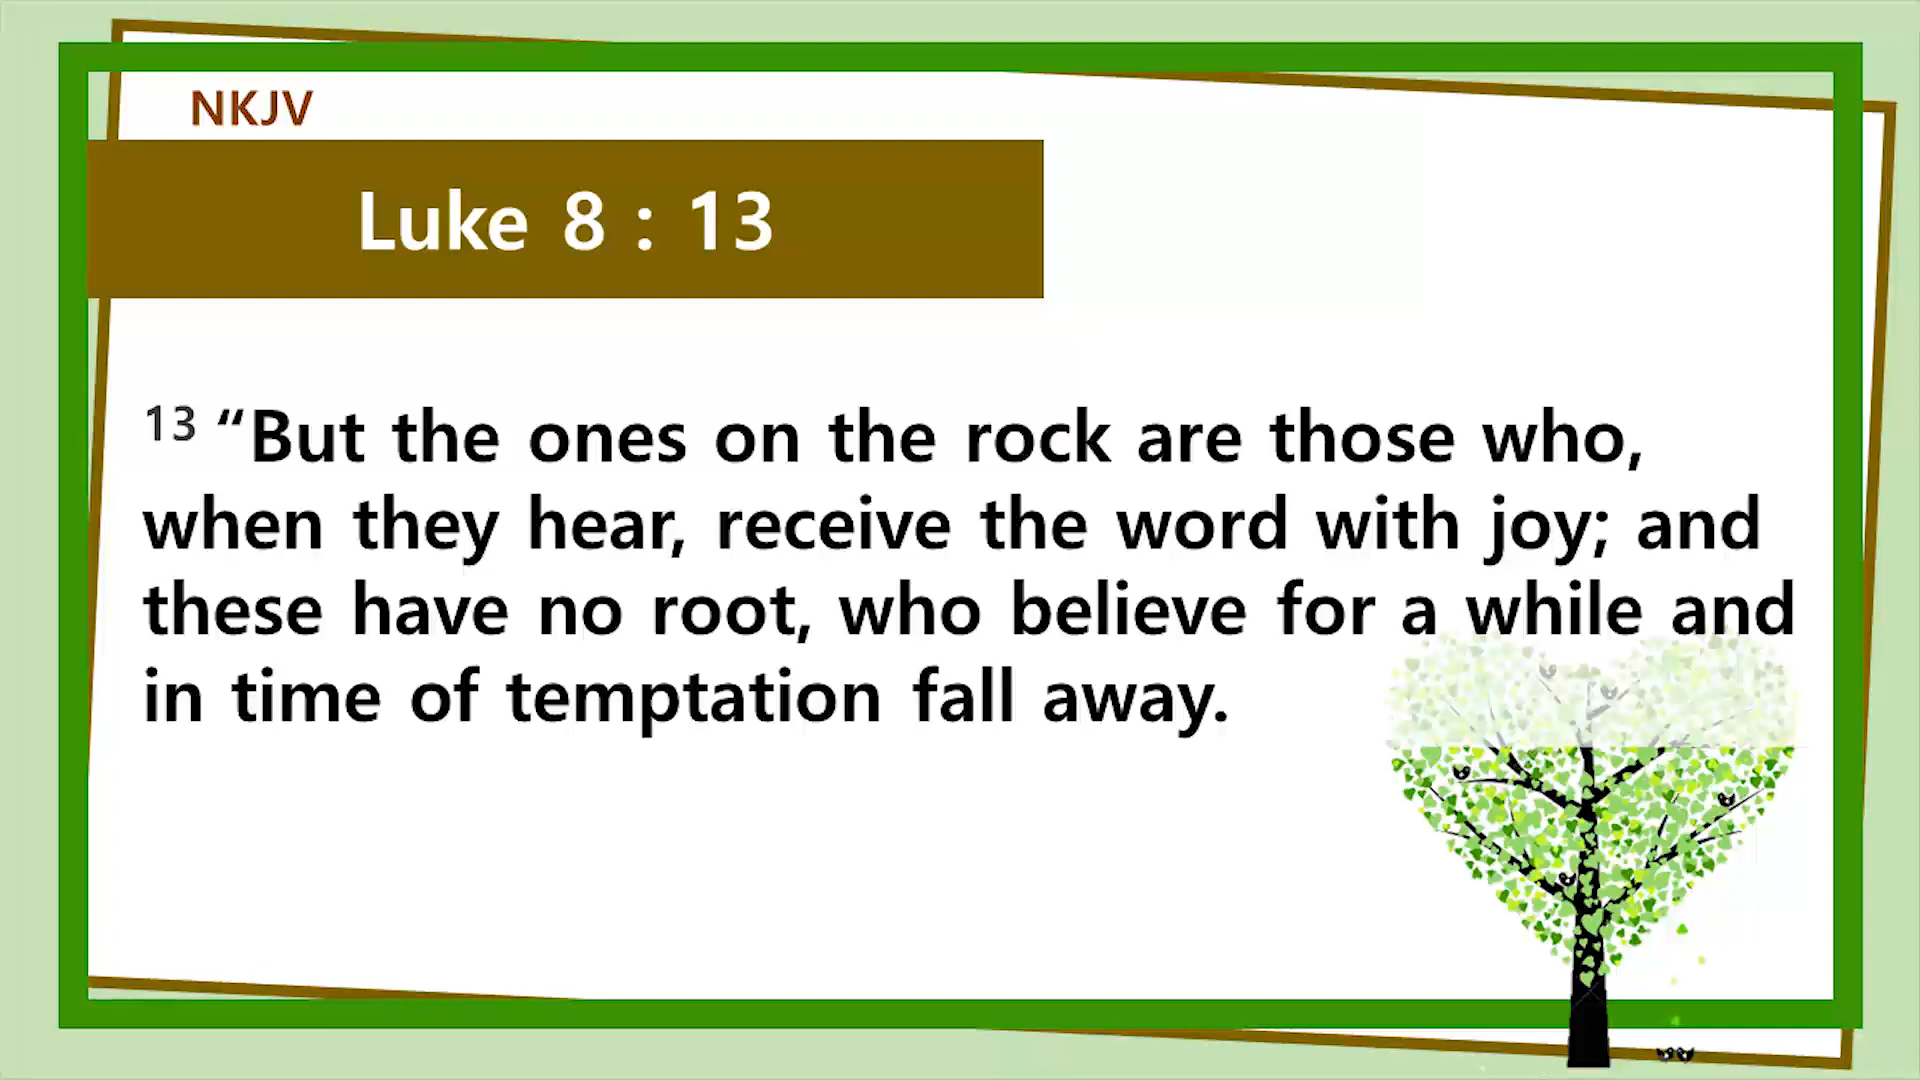 NKJV
Luke 8 : 13
13 “But the ones on the rock are those who,
when they hear, receive the word with joy; and
these have no root, who believe for a while and
in time of temptation fall away.